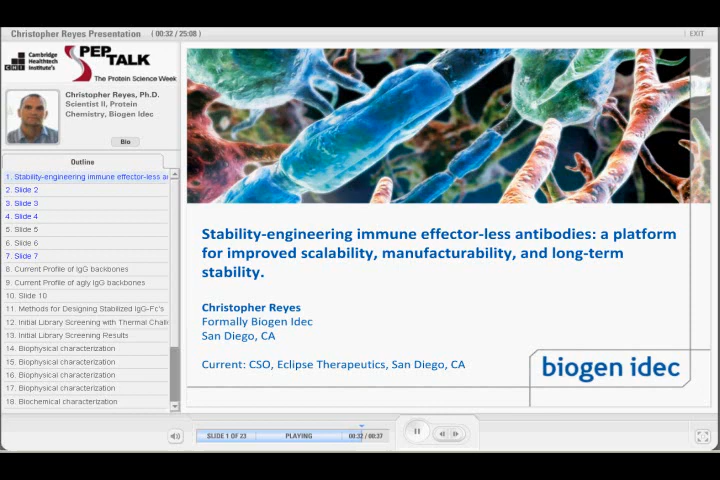 Christopher Reyes Presentation ( 00:32 / 25:08 )
EXIT
Cambridge
Healthtech
Institute's
CHI
PEP
TALK
The Protein Science Week
Christopher Reyes, Ph.D.
Scientist II, Protein
Chemistry, Biogen Idec
Bio
Outline
1. Stability-engineering immune effector-less a
2. Slide 2
3. Slide 3
4. Slide 4
5. Slide 5
6. Slide 6
7. Slide 7
8. Current Profile of IgG backbones
9. Current Profile of agly IgG backbones
10. Slide 10
11. Methods for Designing Stabilized IgG-Fc's
12. Initial Library Screening with Thermal Chall
13. Initial Library Screening Results
14. Biophysical characterization
15. Biophysical characterization
16. Biophysical characterization
17. Biophysical characterization
18. Biochemical characterization
Stability-engineering immune effector-less antibodies: a platform
for improved scalability, manufacturability, and long-term
stability.
Christopher Reyes
Formally Biogen Idec
San Diego, CA
Current: CSO, Eclipse Therapeutics, San Diego, CA
biogen idec
SLIDE 1 OF 23 PLAYING 00:32 / 00:37